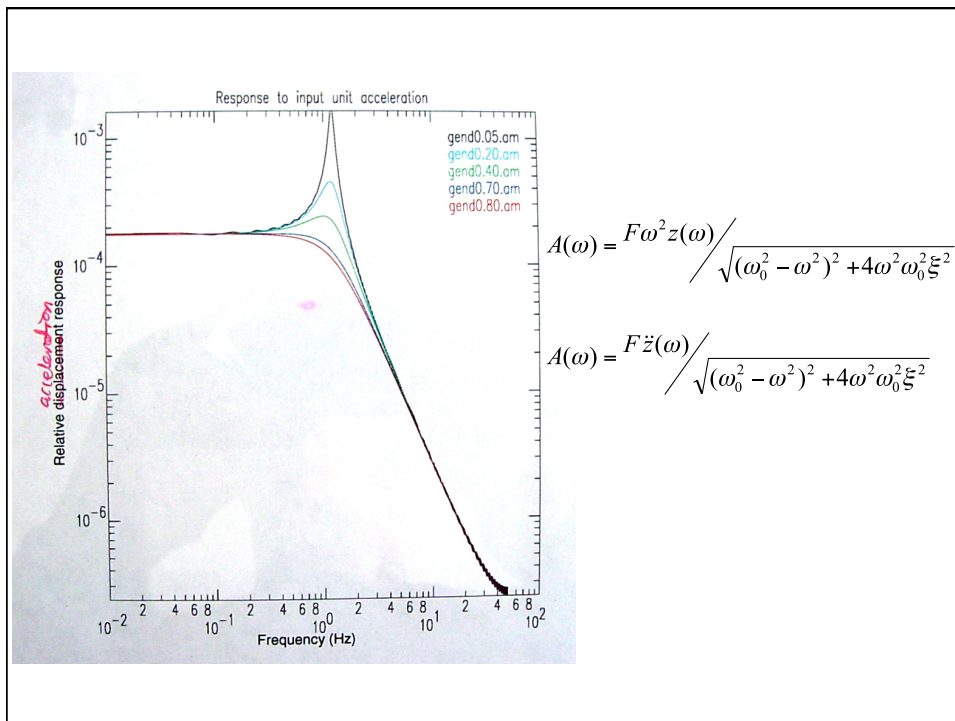 Response to input unit acceleration
gend0.05.am
gend0.20.am
gend0.40.am
gend0.70.am
gend0.80.am
10⁻³
10⁻⁴
10⁻⁵
10⁻⁶
acceleration
Relative displacement response
2 4 6 8 2 4 6 8 2 4 6 8 2 4 6 8
10⁻² 10⁻¹ 10⁰ 10¹ 10²
Frequency (Hz)
A(ω) = Fω²z(ω) / √((ω₀² − ω²)² + 4ω²ω₀²ξ²)
A(ω) = Fz̈(ω) / √((ω₀² − ω²)² + 4ω²ω₀²ξ²)